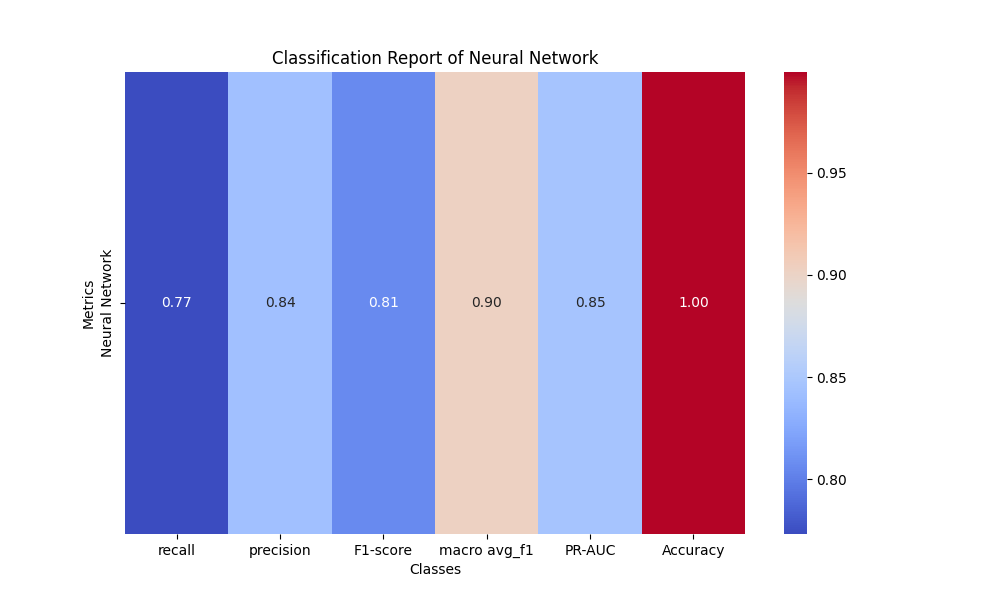 Classification Report of Neural Network
Metrics
Neural Network
0.77 0.84 0.81 0.90 0.85 1.00
recall precision F1-score macro avg_f1 PR-AUC Accuracy
Classes
0.95
0.90
0.85
0.80